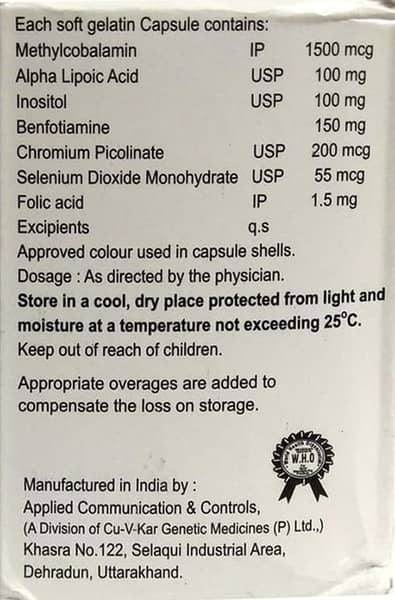 Each soft gelatin Capsule contains:
Methylcobalamin IP 1500 mcg
Alpha Lipoic Acid USP 100 mg
Inositol USP 100 mg
Benfotiamine 150 mg
Chromium Picolinate USP 200 mcg
Selenium Dioxide Monohydrate USP 55 mcg
Folic acid IP 1.5 mg
Excipients q.s
Approved colour used in capsule shells.
Dosage : As directed by the physician.
Store in a cool, dry place protected from light and
moisture at a temperature not exceeding 25°C.
Keep out of reach of children.
Appropriate overages are added to
compensate the loss on storage.
W.H.O
Manufactured in India by :
Applied Communication & Controls,
(A Division of Cu-V-Kar Genetic Medicines (P) Ltd.,)
Khasra No.122, Selaqui Industrial Area,
Dehradun, Uttarakhand.